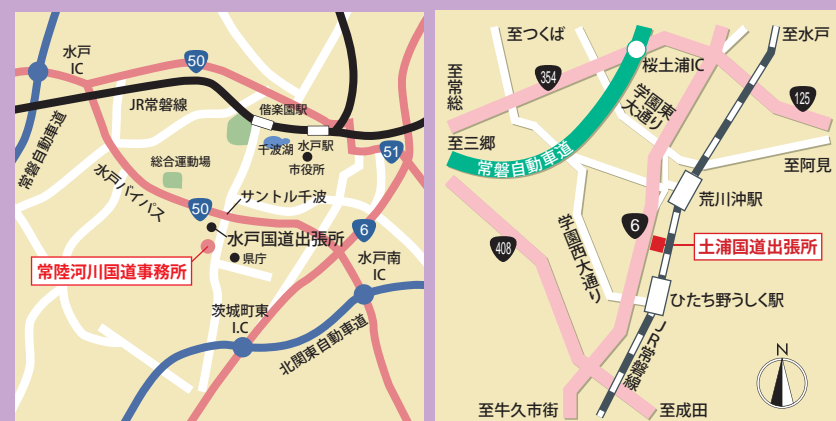 水戸
IC
50
JR常磐線
偕楽園駅
常磐自動車道
千波湖
水戸駅
市役所
51
総合運動場
水戸バイパス
サントル千波
50
6
水戸国道出張所
水戸南
IC
県庁
常陸河川国道事務所
茨城町東
I.C
北関東自動車道
至つくば
至水戸
桜土浦IC
至常総
354
学園東
大通り
125
至三郷
常磐自動車道
至阿見
荒川沖駅
6
学園西大通り
408
土浦国道出張所
ひたち野うしく駅
JR常磐線
N
至牛久市街
至成田